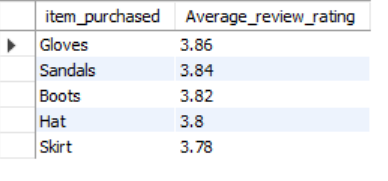 item_purchased Average_review_rating
Gloves 3.86
Sandals 3.84
Boots 3.82
Hat 3.8
Skirt 3.78